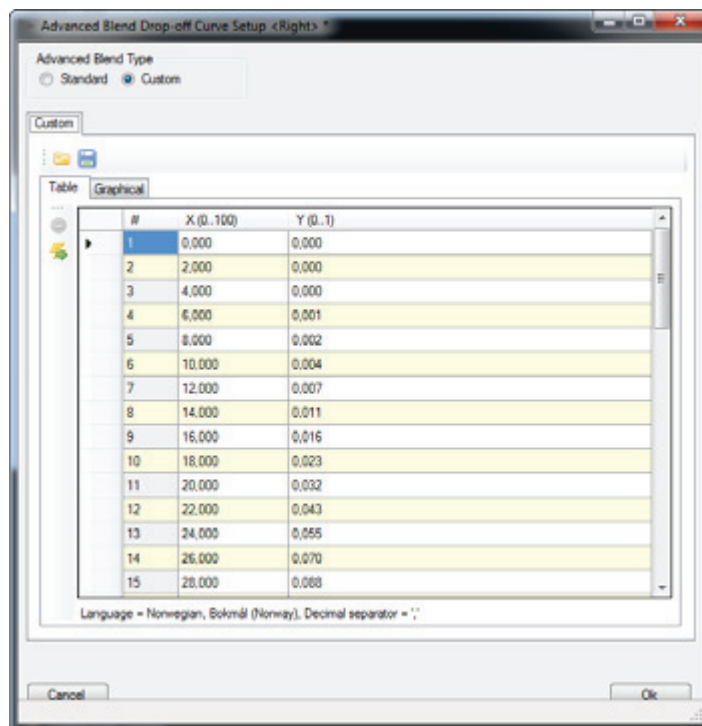 Advanced Blend Drop-off Curve Setup <Right> *
Advanced Blend Type
Standard Custom
Custom
Table Graphical
# X (0..100) Y (0..1)
1 0,000 0,000
2 2,000 0,000
3 4,000 0,000
4 6,000 0,001
5 8,000 0,002
6 10,000 0,004
7 12,000 0,007
8 14,000 0,011
9 16,000 0,016
10 18,000 0,023
11 20,000 0,032
12 22,000 0,043
13 24,000 0,055
14 26,000 0,070
15 28,000 0,088
Language = Norwegian, Bokmål (Norway), Decimal separator = ','
Cancel Ok